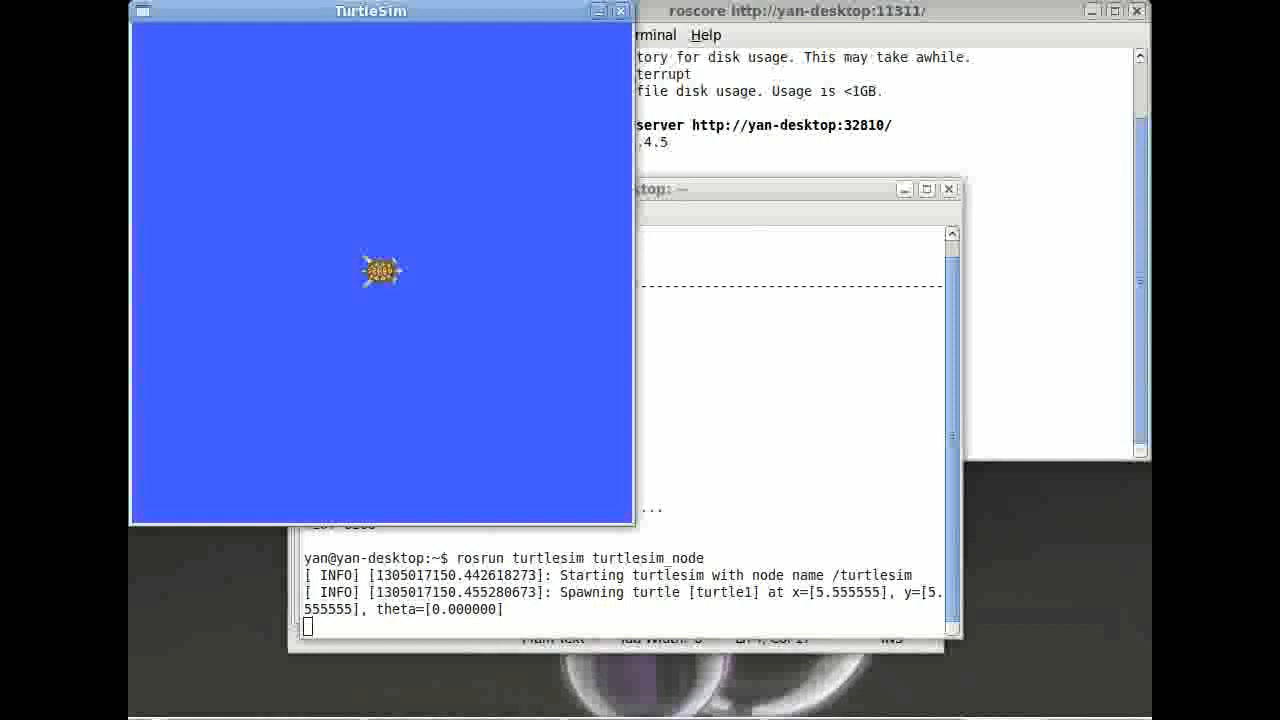 TurtleSim
roscore http://yan-desktop:11311/
rminal Help
tory for disk usage. This may take awhile.
terrupt
file disk usage. Usage is <1GB.
server http://yan-desktop:32810/
.4.5
ktop: ~
--------------------------------------
...
yan@yan-desktop:~$ rosrun turtlesim turtlesim_node
[ INFO] [1305017150.442618273]: Starting turtlesim with node name /turtlesim
[ INFO] [1305017150.455280673]: Spawning turtle [turtle1] at x=[5.555555], y=[5.
555555], theta=[0.000000]